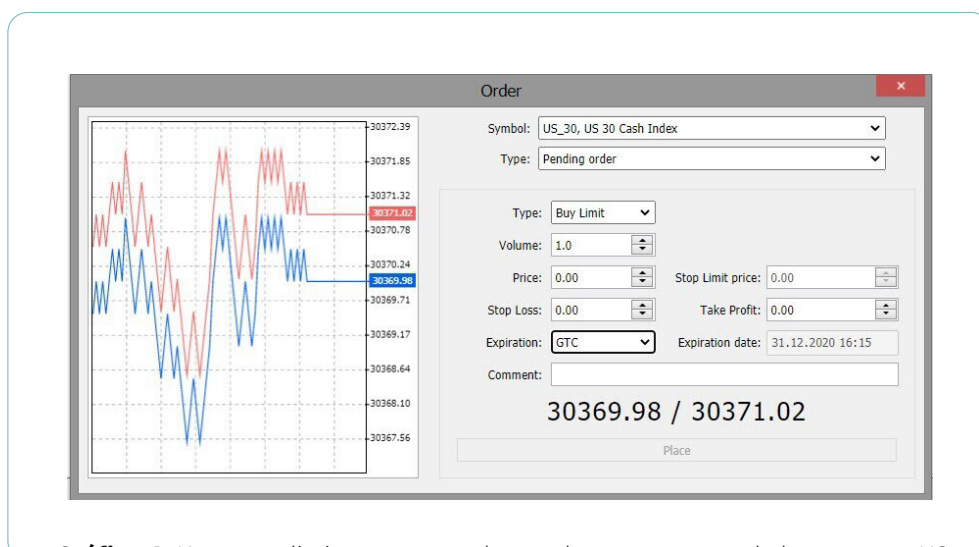 Order
×
30372.39
30371.85
30371.32
30371.02
30370.78
30370.24
30369.98
30369.71
30369.17
30368.64
30368.10
30367.56
Symbol: US_30, US 30 Cash Index
Type: Pending order
Type: Buy Limit
Volume: 1.0
Price: 0.00 Stop Limit price: 0.00
Stop Loss: 0.00 Take Profit: 0.00
Expiration: GTC Expiration date: 31.12.2020 16:15
Comment:
30369.98 / 30371.02
Place